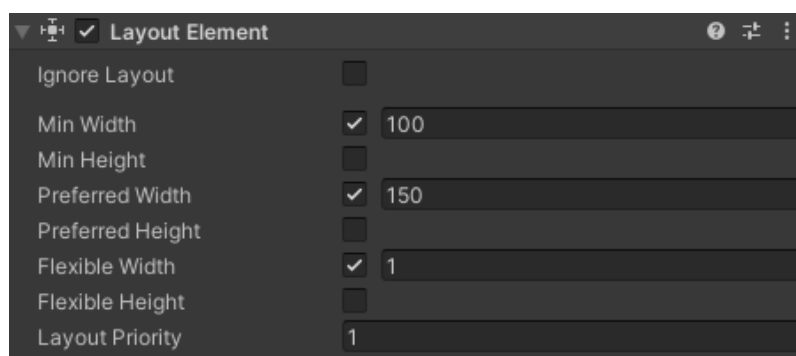 Layout Element
Ignore Layout
Min Width 100
Min Height
Preferred Width 150
Preferred Height
Flexible Width 1
Flexible Height
Layout Priority 1